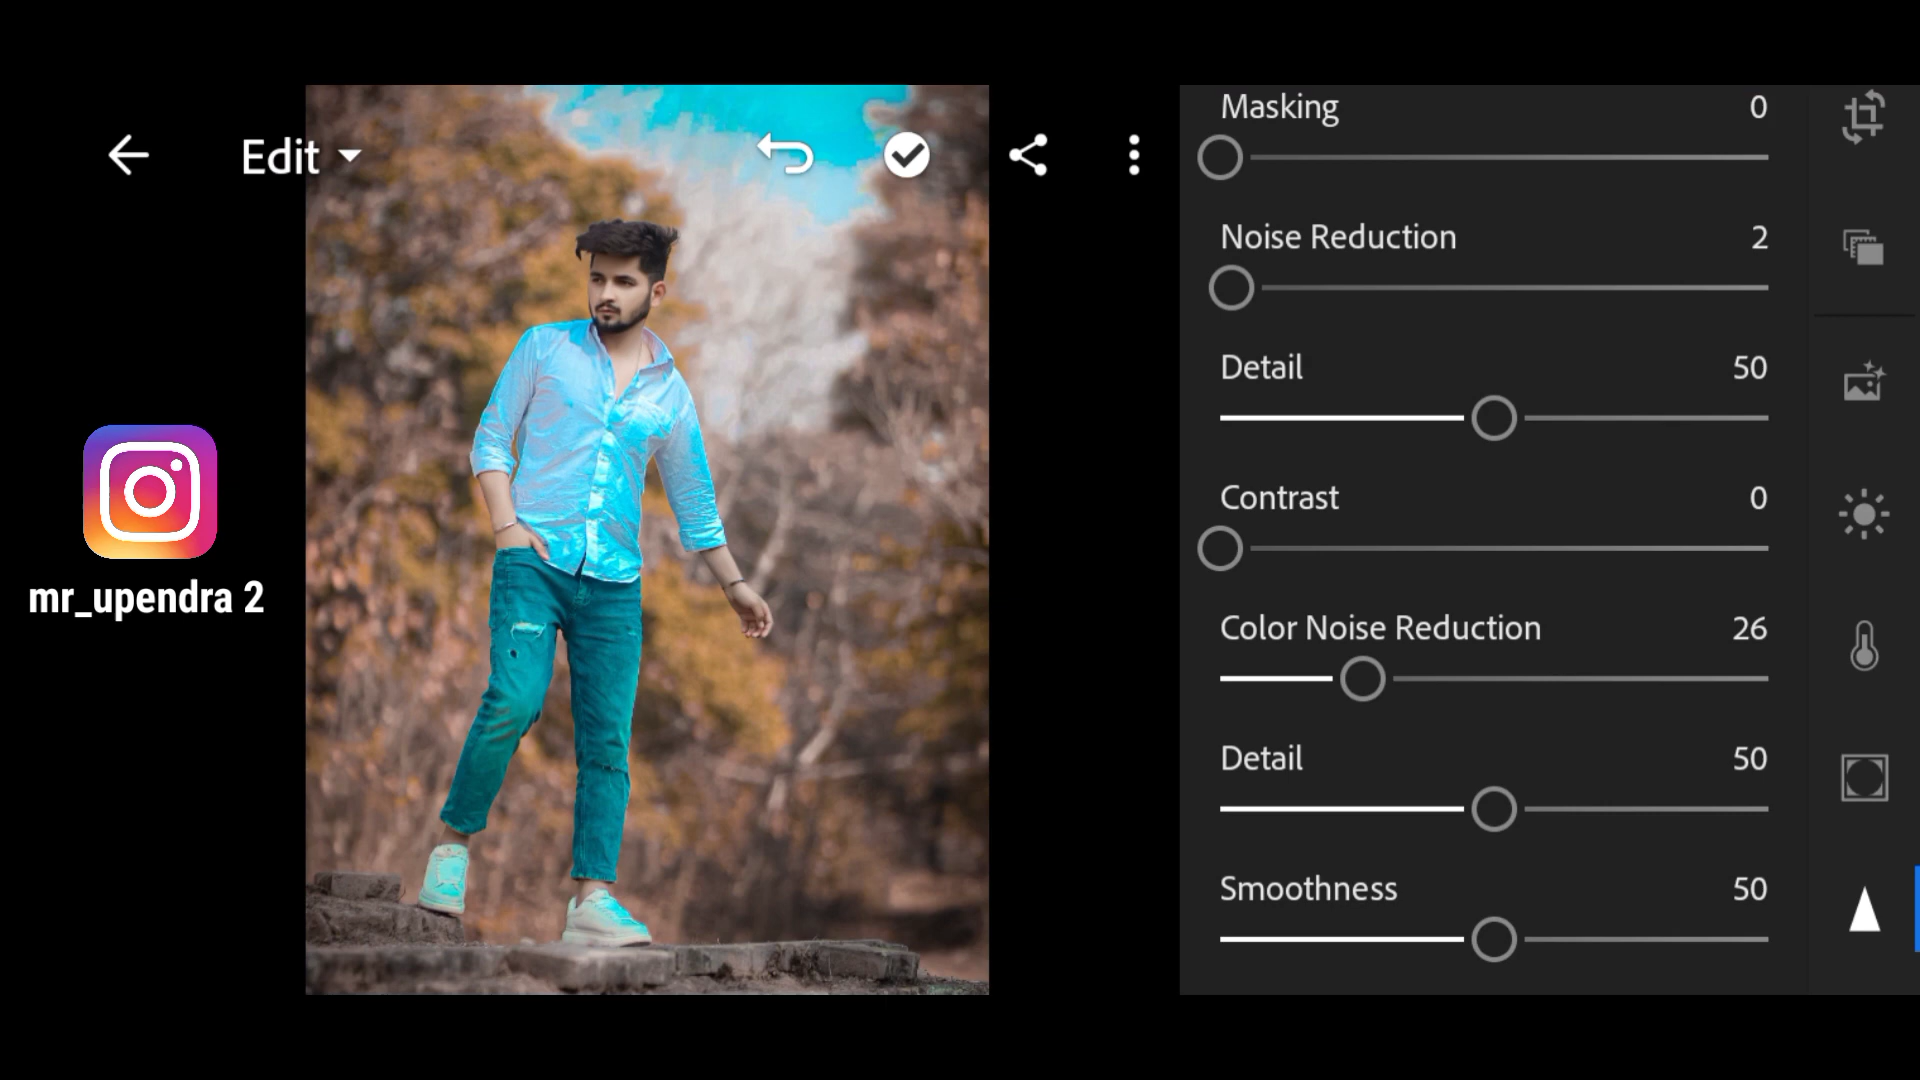 Edit
mr_upendra 2
Masking 0
Noise Reduction 2
Detail 50
Contrast 0
Color Noise Reduction 26
Detail 50
Smoothness 50